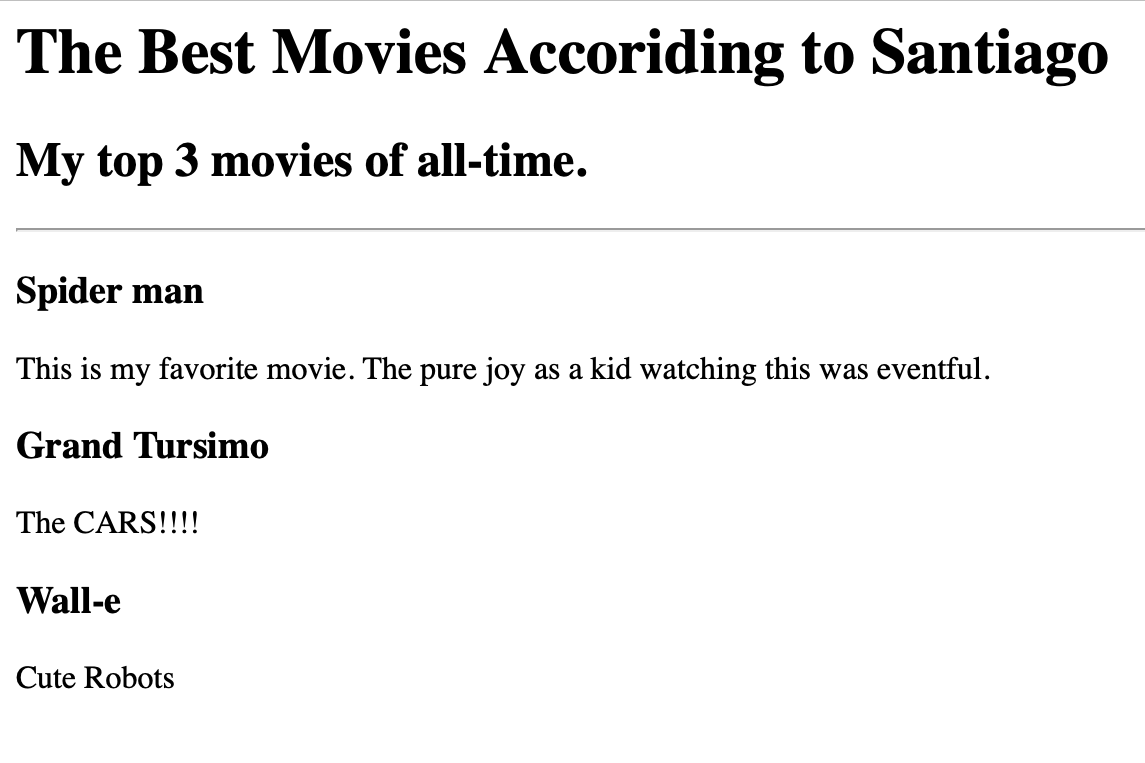 The Best Movies Accoriding to Santiago
My top 3 movies of all-time.
Spider man
This is my favorite movie. The pure joy as a kid watching this was eventful.
Grand Tursimo
The CARS!!!!
Wall-e
Cute Robots